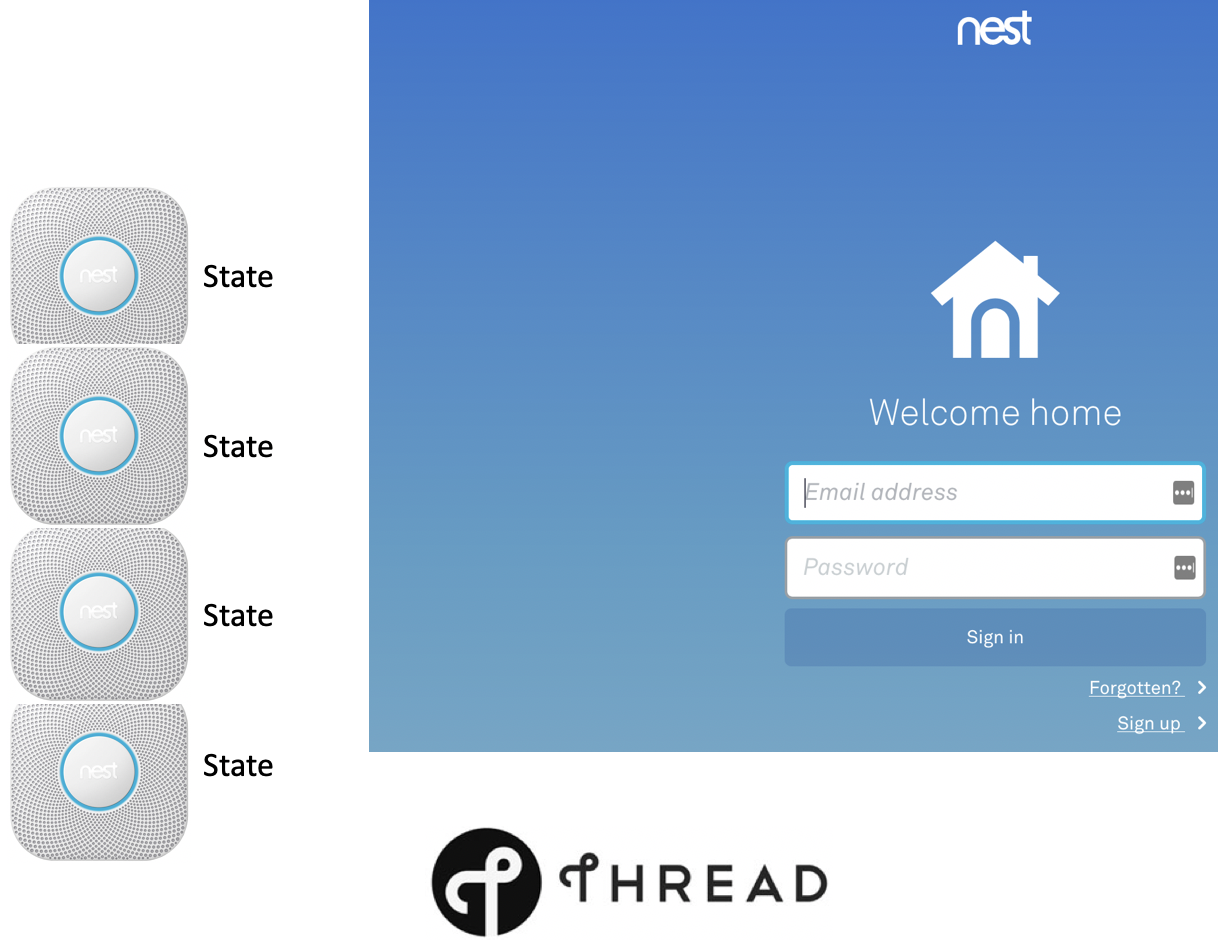 nest
nest
State
nest
State
nest
State
nest
State
Welcome home
Email address
Password
Sign in
Forgotten?
Sign up
THREAD